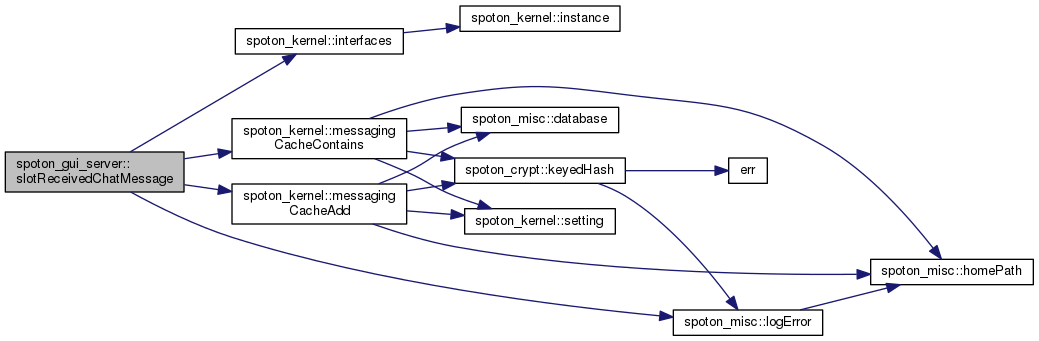 spoton_kernel::instance
spoton_kernel::interfaces
spoton_misc::database
spoton_kernel::messaging
CacheContains
spoton_gui_server::
slotReceivedChatMessage
spoton_crypt::keyedHash
err
spoton_kernel::messaging
CacheAdd
spoton_kernel::setting
spoton_misc::homePath
spoton_misc::logError